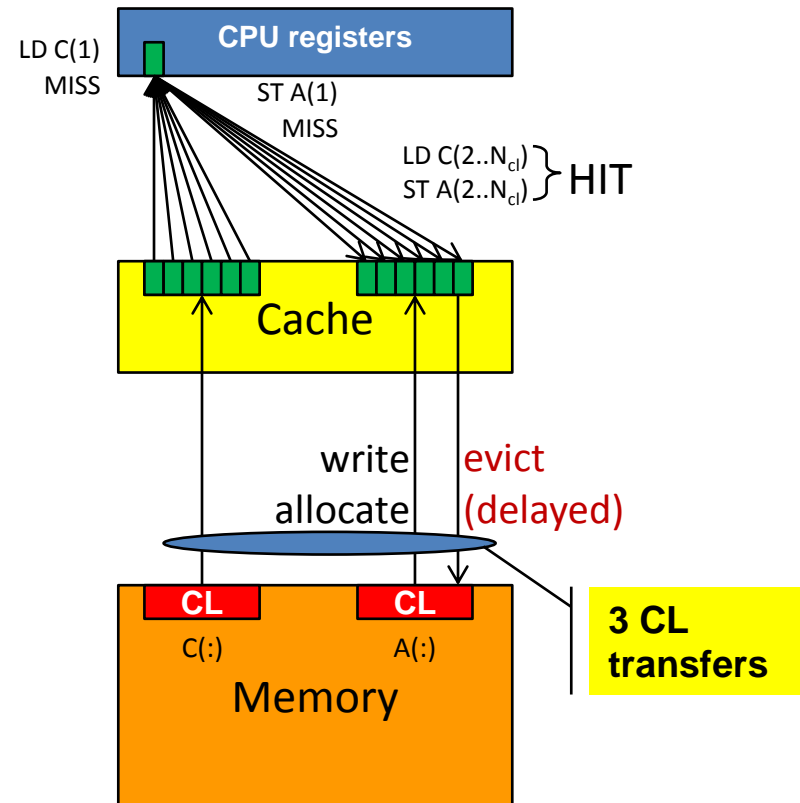 CPU registers
LD C(1)
MISS
ST A(1)
MISS
LD C(2..Ncl)
ST A(2..Ncl)
HIT
Cache
write
allocate
evict
(delayed)
CL
CL
C(:)
A(:)
3 CL
transfers
Memory